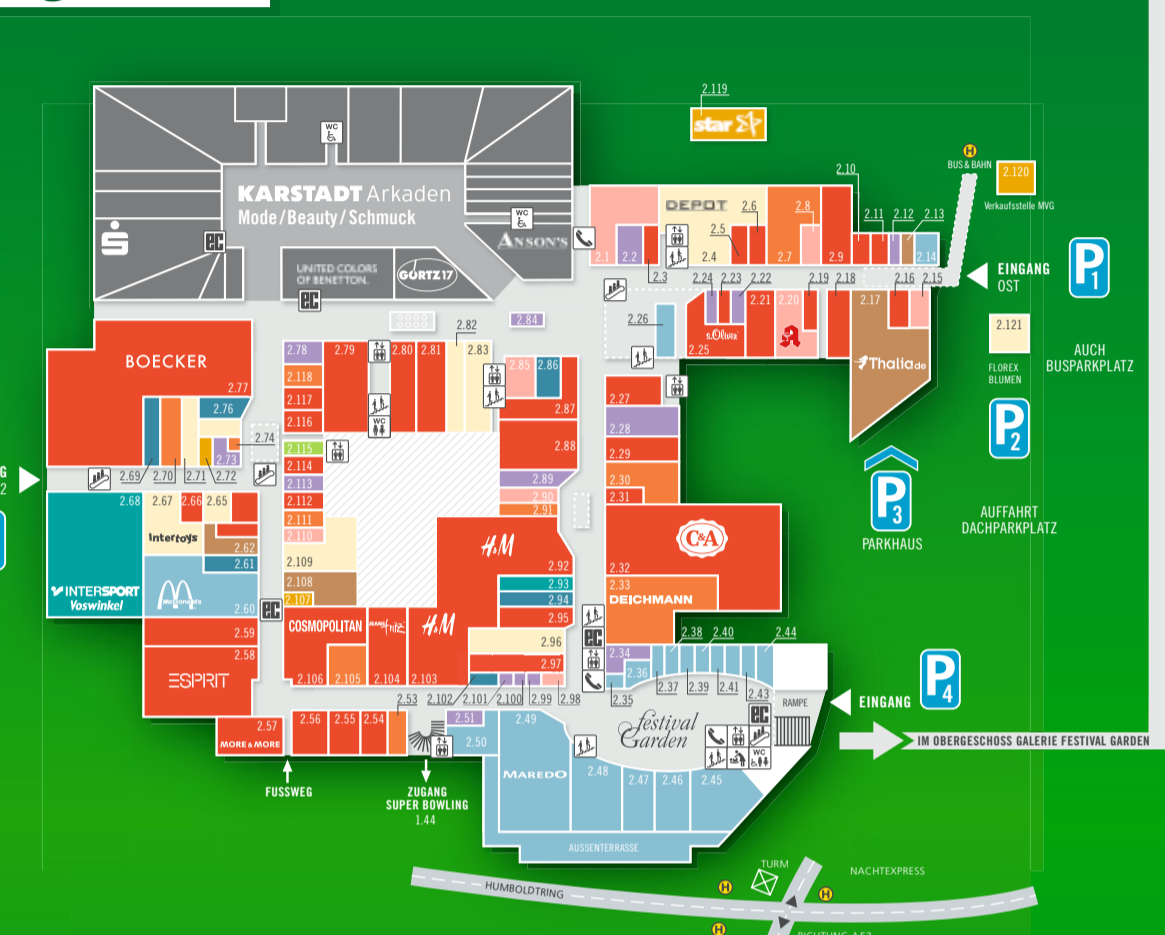 2.119
star
BUS & BAHN
2.120
Verkaufsstelle MVG
WC
KARSTADT Arkaden
Mode / Beauty / Schmuck
WC
ANSON'S
ec
UNITED COLORS
OF BENETTON.
GÖRTZ 17
ec
DEPOT
2.1
2.2
2.3
2.4
2.5
2.6
2.7
2.8
2.9
2.10
2.11
2.12
2.13
2.14
EINGANG
OST
P1
2.24
2.23
2.22
2.21
2.20
2.19
2.18
2.17
2.16
2.15
2.26
s.Oliver
2.25
Thalia.de
2.121
FLOREX
BLUMEN
AUCH
BUSPARKPLATZ
P2
P3
PARKHAUS
AUFFAHRT
DACHPARKPLATZ
BOECKER
2.77
2.76
2.74
2.73
2.69
2.70
2.71
2.72
2.78
2.118
2.117
2.116
2.79
WC
2.80
2.81
2.82
2.83
2.84
2.85
2.86
2.87
2.88
2.89
2.90
2.91
2.27
2.28
2.29
2.30
2.31
C&A
2.32
2.33
DEICHMANN
G
2
2.68
INTERSPORT
Voswinkel
2.67
2.66
2.65
Intertoys
2.62
2.61
McDonald's
2.60
ec
2.59
2.58
ESPRIT
2.57
MORE & MORE
2.115
2.114
2.113
2.112
2.111
2.110
2.109
2.108
2.107
H&M
2.92
2.93
2.94
2.95
2.96
2.97
COSMOPOLITAN
2.106
2.105
2.104
H&M
2.103
2.102
2.101
2.100
2.99
2.98
2.56
2.55
2.54
2.53
2.51
2.50
2.49
MAREDO
2.48
2.47
2.46
2.45
AUSSENTERRASSE
ec
2.34
2.35
2.36
2.37
2.38
2.39
2.40
2.41
2.43
2.44
festival
Garden
ec
WC
RAMPE
EINGANG
P4
IM OBERGESCHOSS GALERIE FESTIVAL GARDEN
FUSSWEG
ZUGANG
SUPER BOWLING
1.44
HUMBOLDTRING
TURM
NACHTEXPRESS
H
H
H
H
RICHTUNG A52